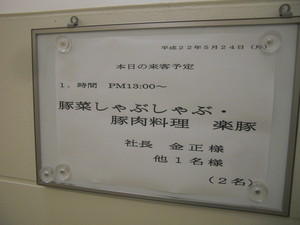 平成２２年５月２４日（月）
本日の来客予定
１．時間　PM13:00～
豚菜しゃぶしゃぶ・
豚肉料理　楽豚
社長　金正様
他１名様
（２名）